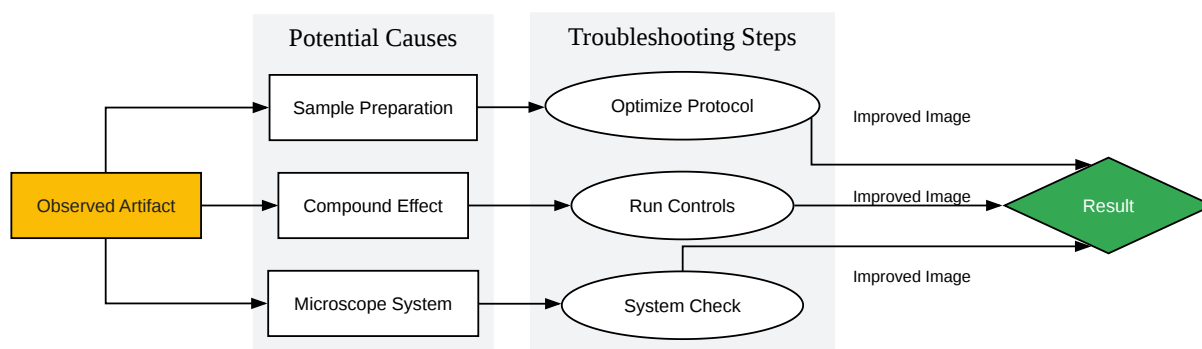 Potential Causes
Troubleshooting Steps
Sample Preparation
Optimize Protocol
Improved Image
Observed Artifact
Compound Effect
Run Controls
Improved Image
Result
Microscope System
System Check
Improved Image